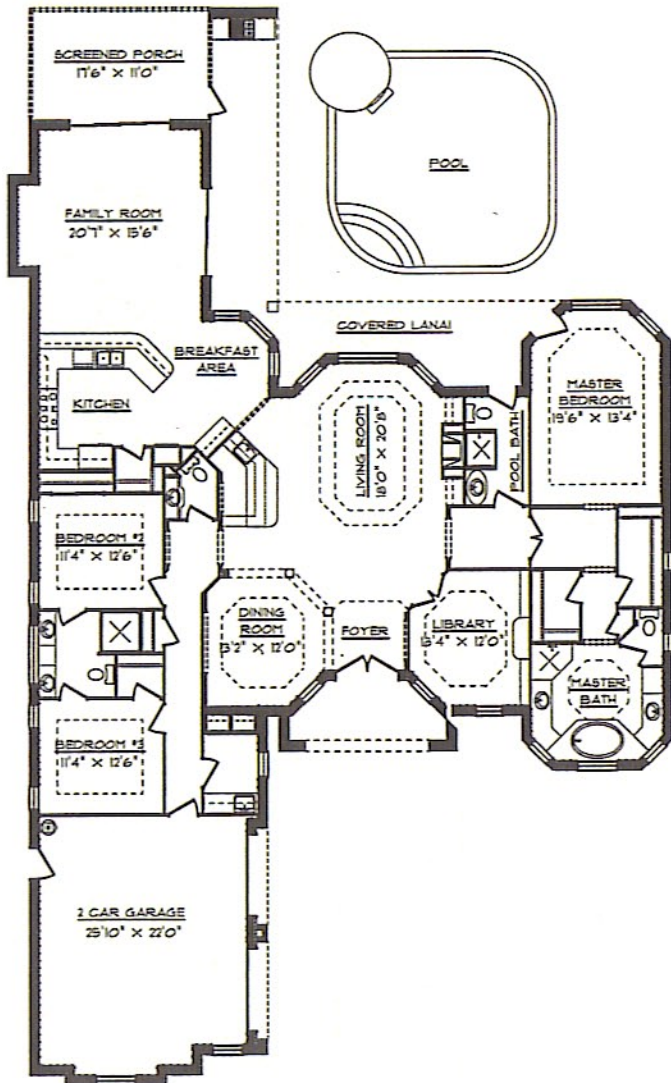 SCREENED PORCH
17'6" X 11'0"
POOL
FAMILY ROOM
20'7" X 15'6"
COVERED LANAI
BREAKFAST
AREA
KITCHEN
MASTER
BEDROOM
19'6" X 13'4"
LIVING ROOM
18'0" X 20'8"
POOL BATH
BEDROOM #2
11'4" X 12'6"
DINING
ROOM
13'2" X 12'0"
FOYER
LIBRARY
13'4" X 12'0"
MASTER
BATH
BEDROOM #3
11'4" X 12'6"
2 CAR GARAGE
25'10" X 22'0"